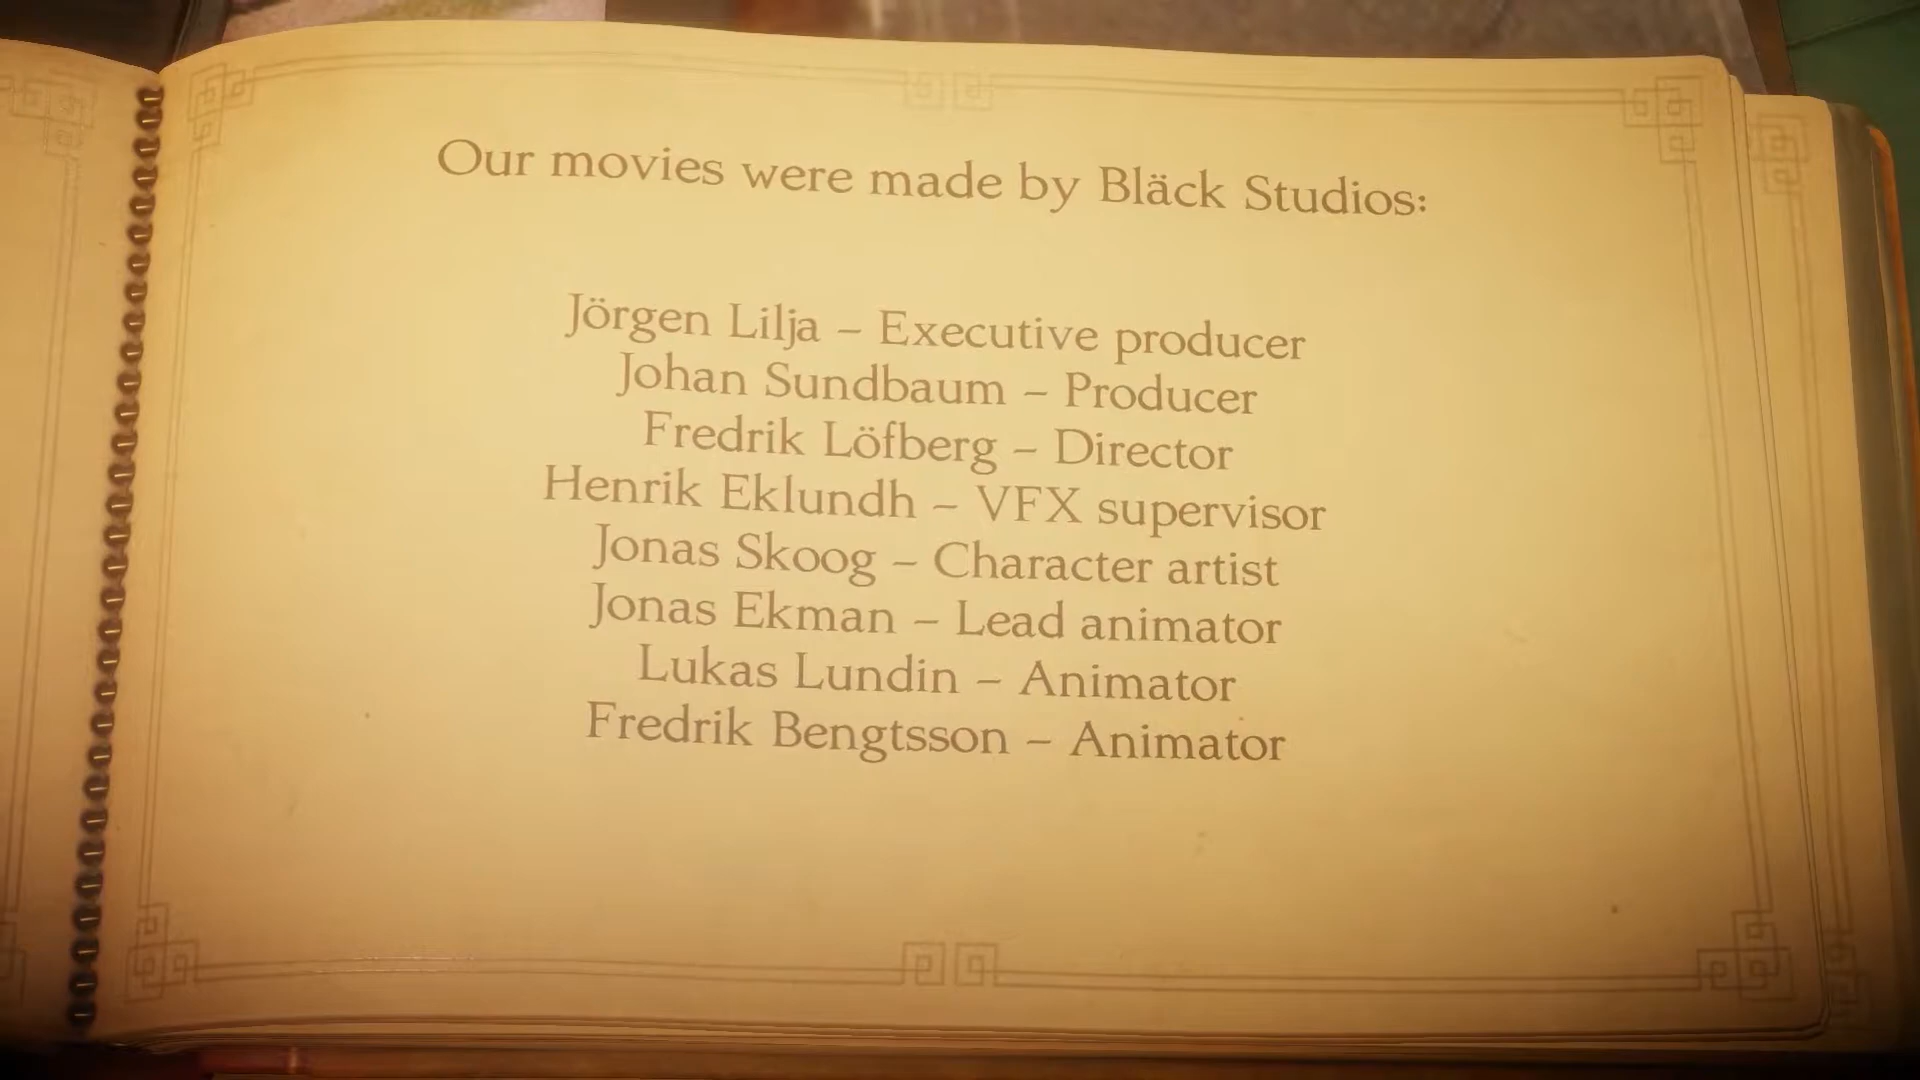 Our movies were made by Bläck Studios:
Jörgen Lilja – Executive producer
Johan Sundbaum – Producer
Fredrik Löfberg – Director
Henrik Eklundh – VFX supervisor
Jonas Skoog – Character artist
Jonas Ekman – Lead animator
Lukas Lundin – Animator
Fredrik Bengtsson – Animator